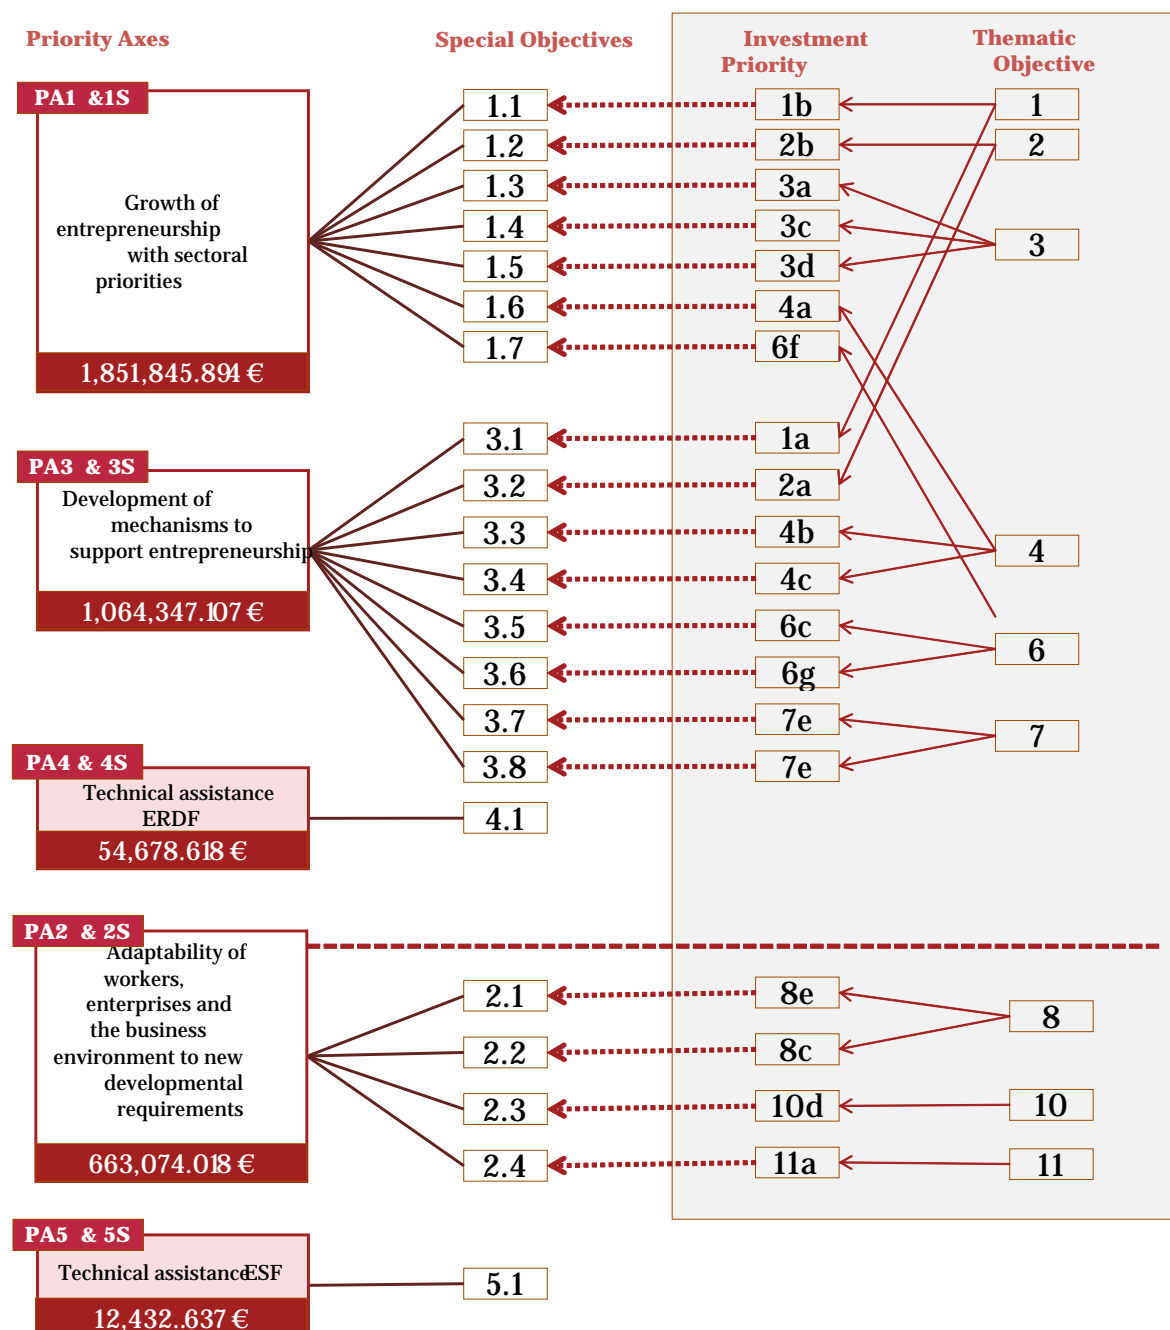 Priority Axes
Special Objectives
Investment
Priority
Thematic
Objective
PA1 &1S
Growth of
entrepreneurship
with sectoral
priorities
1,851,845.894 €
1.1
1b
1
1.2
2b
2
1.3
3a
1.4
3c
3
1.5
3d
1.6
4a
1.7
6f
PA3 & 3S
Development of
mechanisms to
support entrepreneurship
1,064,347.107 €
3.1
1a
3.2
2a
3.3
4b
4
3.4
4c
3.5
6c
6
3.6
6g
3.7
7e
7
3.8
7e
PA4 & 4S
Technical assistance
ERDF
54,678.618 €
4.1
PA2 & 2S
Adaptability of
workers,
enterprises and
the business
environment to new
developmental
requirements
663,074.018 €
2.1
8e
8
2.2
8c
2.3
10d
10
2.4
11a
11
PA5 & 5S
Technical assistanceESF
12,432..637 €
5.1